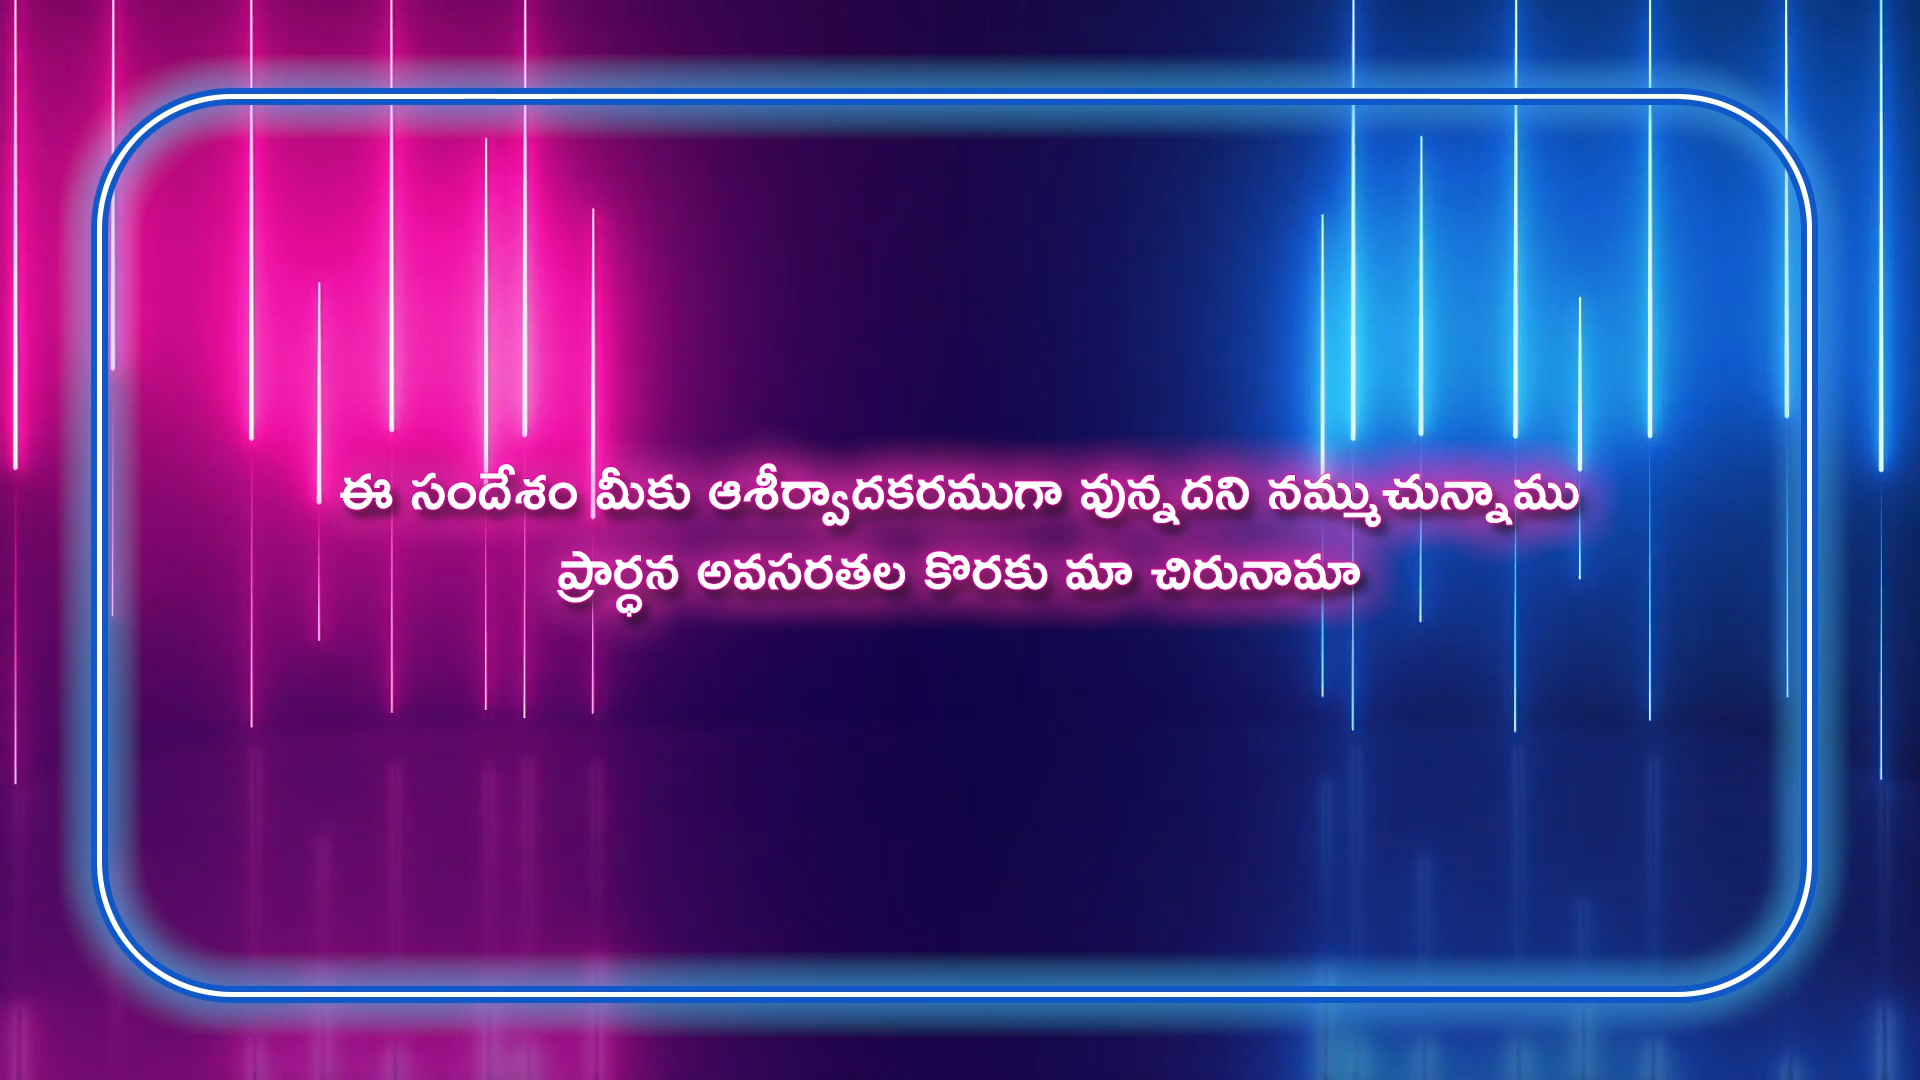 ఈ సందేశం మీకు ఆశీర్వాదకరముగా వున్నదని నమ్ముచున్నాము
ప్రార్ధన అవసరతల కొరకు మా చిరునామా